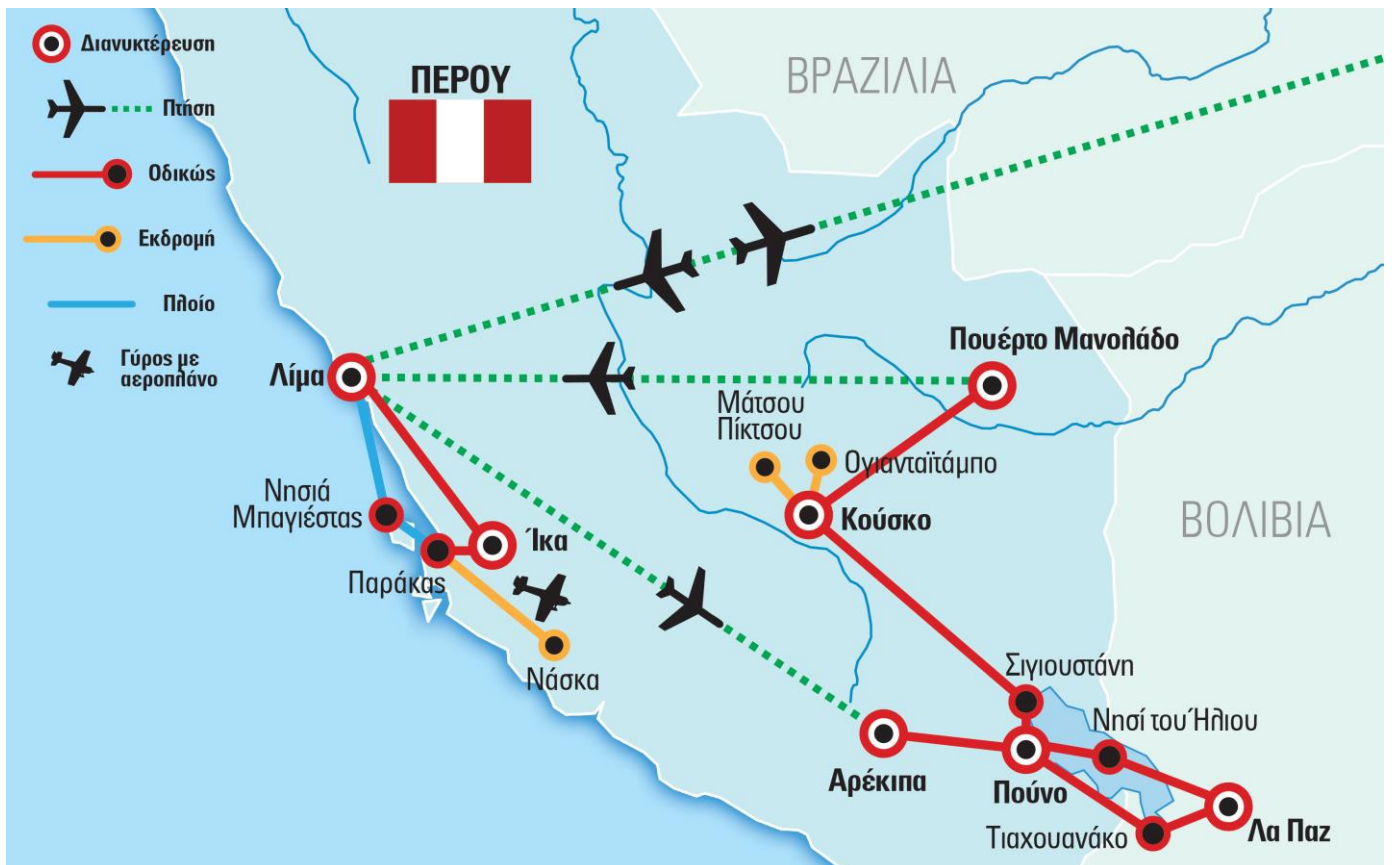 Διανυκτέρευση
Πτήση
Οδικώς
Εκδρομή
Πλοίο
Γύρος με
αεροπλάνο
ΠΕΡΟΥ
ΒΡΑΖΙΛΙΑ
Λίμα
Πουέρτο Μανολάδο
Μάτσου
Πίκτσου
Ογιανταϊτάμπο
Κούσκο
ΒΟΛΙΒΙΑ
Νησιά
Μπαγιέστας
Ίκα
Παράκας
Νάσκα
Σιγιουστάνη
Νησί του Ήλιου
Αρέκιπα
Πούνο
Τιαχουανάκο
Λα Παζ